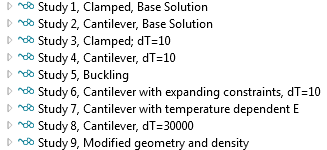 Study 1, Clamped, Base Solution
Study 2, Cantilever, Base Solution
Study 3, Clamped; dT=10
Study 4, Cantilever, dT=10
Study 5, Buckling
Study 6, Cantilever with expanding constraints, dT=10
Study 7, Cantilever with temperature dependent E
Study 8, Cantilever, dT=30000
Study 9, Modified geometry and density